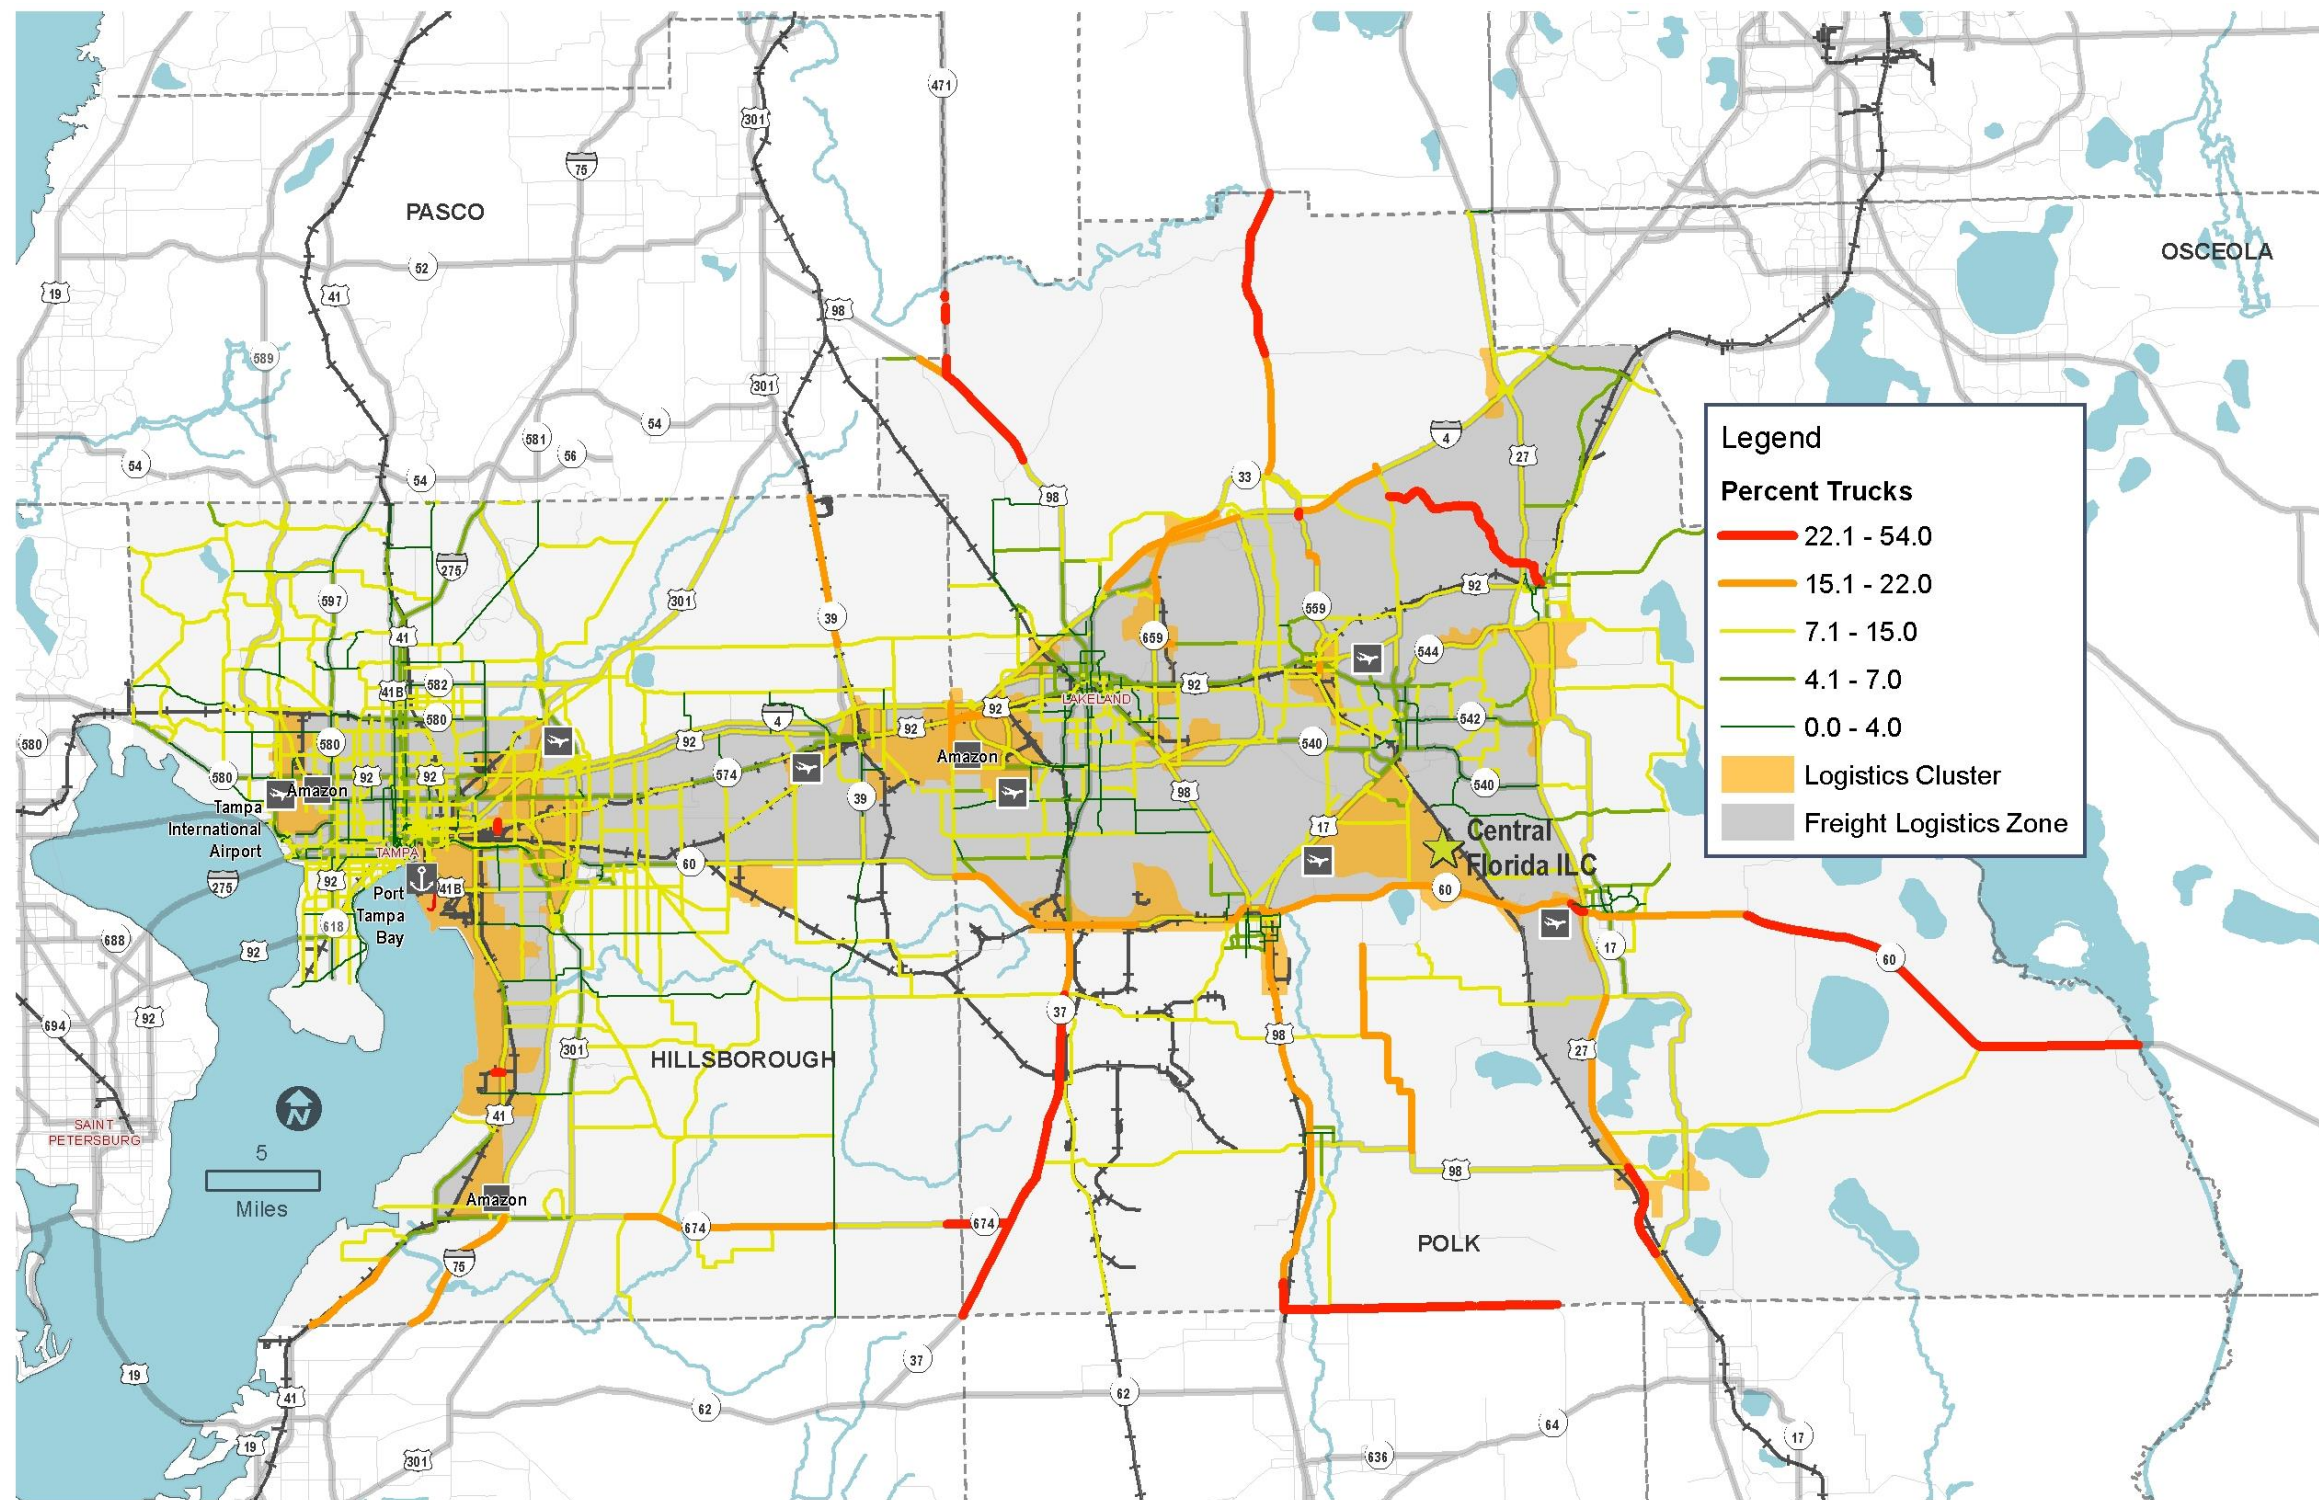 471
301
75
PASCO
OSCEOLA
52
19
41
98
589
301
54
4
581
56
27
54
54
33
98
Legend
Percent Trucks
22.1 - 54.0
15.1 - 22.0
7.1 - 15.0
4.1 - 7.0
0.0 - 4.0
Logistics Cluster
Freight Logistics Zone
275
92
597
301
39
559
41
659
544
41B
582
92
92
LAKELAND
580
4
92
92
542
580
580
540
Amazon
580
92
92
574
540
Amazon
39
98
Tampa
International
Airport
17
Central
Florida ILC
TAMPA
60
275
92
Port
Tampa
Bay
41B
60
618
688
92
17
60
37
694
92
98
301
HILLSBOROUGH
27
N
41
SAINT
PETERSBURG
5
Miles
98
Amazon
674
674
POLK
75
37
19
41
62
62
64
19
301
636
17